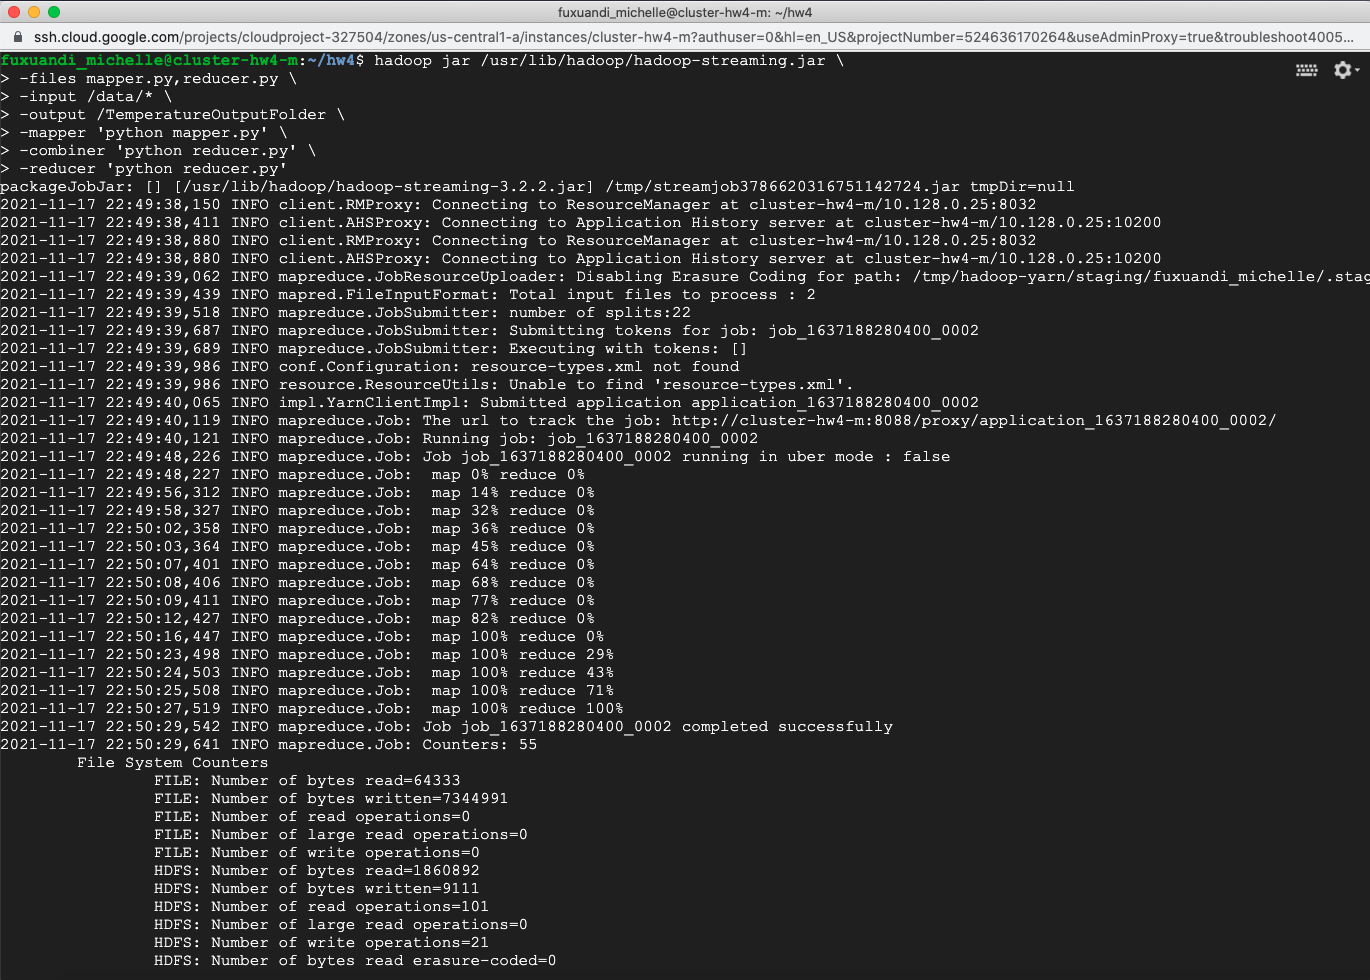 fuxuandi_michelle@cluster-hw4-m: ~/hw4
ssh.cloud.google.com/projects/cloudproject-327504/zones/us-central1-a/instances/cluster-hw4-m?authuser=0&hl=en_US&projectNumber=524636170264&useAdminProxy=true&troubleshoot4005...
fuxuandi_michelle@cluster-hw4-m:~/hw4$ hadoop jar /usr/lib/hadoop/hadoop-streaming.jar \
> -files mapper.py,reducer.py \
> -input /data/* \
> -output /TemperatureOutputFolder \
> -mapper 'python mapper.py' \
> -combiner 'python reducer.py' \
> -reducer 'python reducer.py'
packageJobJar: [] [/usr/lib/hadoop/hadoop-streaming-3.2.2.jar] /tmp/streamjob3786620316751142724.jar tmpDir=null
2021-11-17 22:49:38,150 INFO client.RMProxy: Connecting to ResourceManager at cluster-hw4-m/10.128.0.25:8032
2021-11-17 22:49:38,411 INFO client.AHSProxy: Connecting to Application History server at cluster-hw4-m/10.128.0.25:10200
2021-11-17 22:49:38,880 INFO client.RMProxy: Connecting to ResourceManager at cluster-hw4-m/10.128.0.25:8032
2021-11-17 22:49:38,880 INFO client.AHSProxy: Connecting to Application History server at cluster-hw4-m/10.128.0.25:10200
2021-11-17 22:49:39,062 INFO mapreduce.JobResourceUploader: Disabling Erasure Coding for path: /tmp/hadoop-yarn/staging/fuxuandi_michelle/.stag
2021-11-17 22:49:39,439 INFO mapred.FileInputFormat: Total input files to process : 2
2021-11-17 22:49:39,518 INFO mapreduce.JobSubmitter: number of splits:22
2021-11-17 22:49:39,687 INFO mapreduce.JobSubmitter: Submitting tokens for job: job_1637188280400_0002
2021-11-17 22:49:39,689 INFO mapreduce.JobSubmitter: Executing with tokens: []
2021-11-17 22:49:39,986 INFO conf.Configuration: resource-types.xml not found
2021-11-17 22:49:39,986 INFO resource.ResourceUtils: Unable to find 'resource-types.xml'.
2021-11-17 22:49:40,065 INFO impl.YarnClientImpl: Submitted application application_1637188280400_0002
2021-11-17 22:49:40,119 INFO mapreduce.Job: The url to track the job: http://cluster-hw4-m:8088/proxy/application_1637188280400_0002/
2021-11-17 22:49:40,121 INFO mapreduce.Job: Running job: job_1637188280400_0002
2021-11-17 22:49:48,226 INFO mapreduce.Job: Job job_1637188280400_0002 running in uber mode : false
2021-11-17 22:49:48,227 INFO mapreduce.Job:  map 0% reduce 0%
2021-11-17 22:49:56,312 INFO mapreduce.Job:  map 14% reduce 0%
2021-11-17 22:49:58,327 INFO mapreduce.Job:  map 32% reduce 0%
2021-11-17 22:50:02,358 INFO mapreduce.Job:  map 36% reduce 0%
2021-11-17 22:50:03,364 INFO mapreduce.Job:  map 45% reduce 0%
2021-11-17 22:50:07,401 INFO mapreduce.Job:  map 64% reduce 0%
2021-11-17 22:50:08,406 INFO mapreduce.Job:  map 68% reduce 0%
2021-11-17 22:50:09,411 INFO mapreduce.Job:  map 77% reduce 0%
2021-11-17 22:50:12,427 INFO mapreduce.Job:  map 82% reduce 0%
2021-11-17 22:50:16,447 INFO mapreduce.Job:  map 100% reduce 0%
2021-11-17 22:50:23,498 INFO mapreduce.Job:  map 100% reduce 29%
2021-11-17 22:50:24,503 INFO mapreduce.Job:  map 100% reduce 43%
2021-11-17 22:50:25,508 INFO mapreduce.Job:  map 100% reduce 71%
2021-11-17 22:50:27,519 INFO mapreduce.Job:  map 100% reduce 100%
2021-11-17 22:50:29,542 INFO mapreduce.Job: Job job_1637188280400_0002 completed successfully
2021-11-17 22:50:29,641 INFO mapreduce.Job: Counters: 55
File System Counters
FILE: Number of bytes read=64333
FILE: Number of bytes written=7344991
FILE: Number of read operations=0
FILE: Number of large read operations=0
FILE: Number of write operations=0
HDFS: Number of bytes read=1860892
HDFS: Number of bytes written=9111
HDFS: Number of read operations=101
HDFS: Number of large read operations=0
HDFS: Number of write operations=21
HDFS: Number of bytes read erasure-coded=0